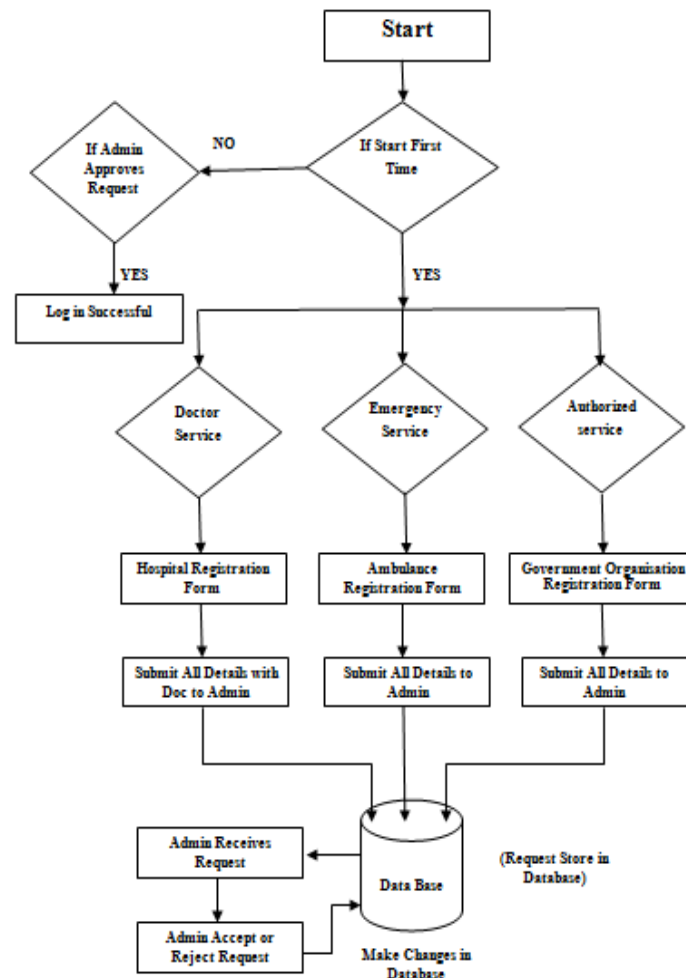 Start
If Start First
Time
NO
If Admin
Approves
Request
YES
YES
Log in Successful
Doctor
Service
Emergency
Service
Authorized
service
Hospital Registration
Form
Ambulance
Registration Form
Government Organisation
Registration Form
Submit All Details with
Doc to Admin
Submit All Details to
Admin
Submit All Details to
Admin
Admin Receives
Request
Data Base
(Request Store in
Database)
Admin Accept or
Reject Request
Make Changes in
Database